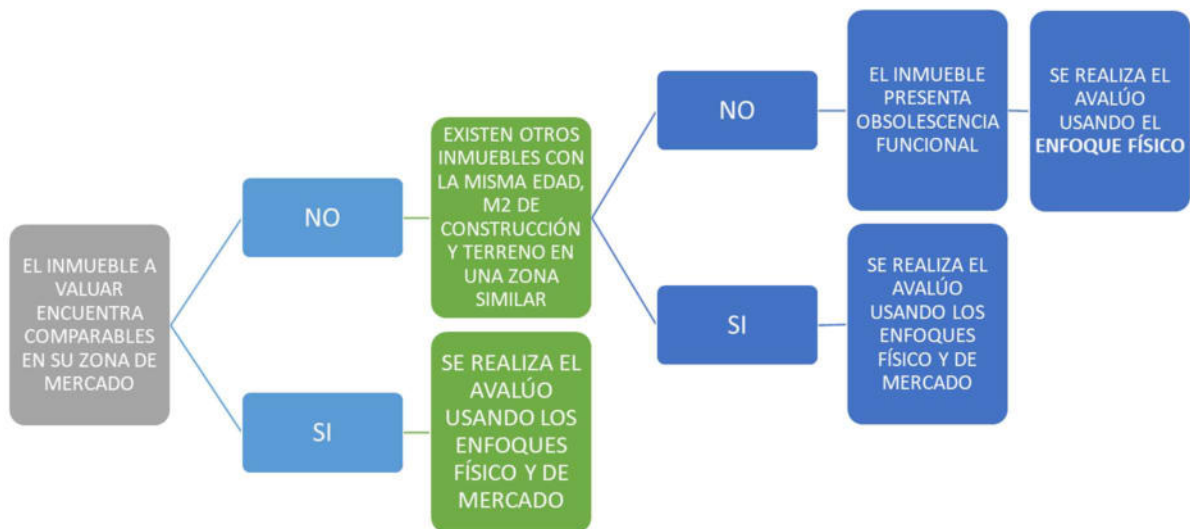 EL INMUEBLE A
VALUAR
ENCUENTRA
COMPARABLES
EN SU ZONA DE
MERCADO
NO
SI
EXISTEN OTROS
INMUEBLES CON
LA MISMA EDAD,
M2 DE
CONSTRUCCIÓN
Y TERRENO EN
UNA ZONA
SIMILAR
SE REALIZA EL
AVALÚO
USANDO LOS
ENFOQUES
FÍSICO Y DE
MERCADO
NO
SI
EL INMUEBLE
PRESENTA
OBSOLESCENCIA
FUNCIONAL
SE REALIZA EL
AVALÚO
USANDO EL
ENFOQUE FÍSICO
SE REALIZA EL
AVALÚO
USANDO LOS
ENFOQUES
FÍSICO Y DE
MERCADO